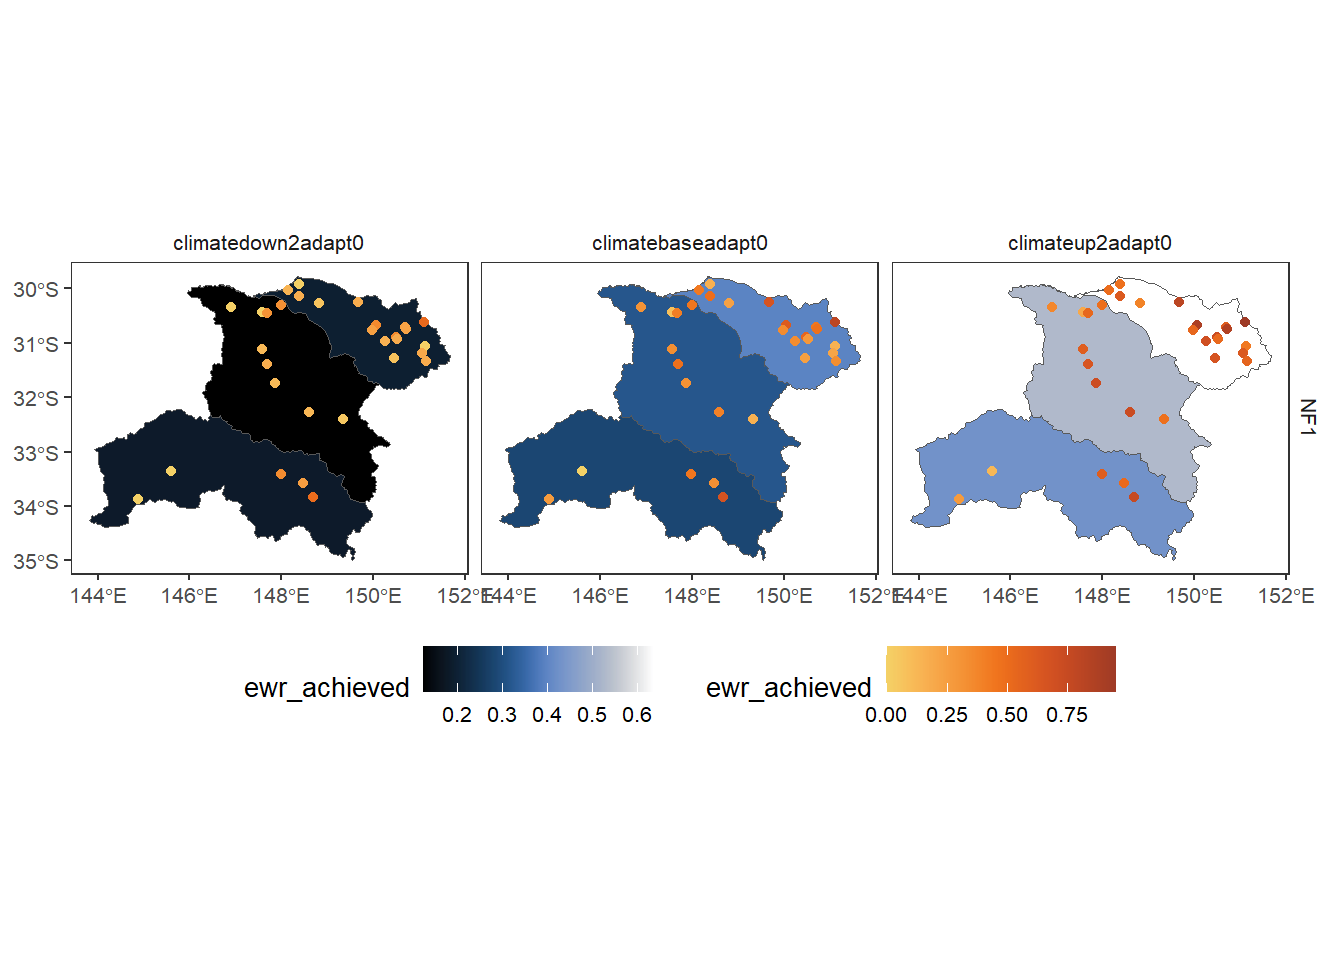 climatedown2adapt0 climatebaseadapt0 climateup2adapt0
30°S
31°S
32°S
33°S
34°S
35°S
NF1
144°E 146°E 148°E 150°E 152°E 144°E 146°E 148°E 150°E 152°E 144°E 146°E 148°E 150°E 152°E
ewr_achieved
0.2 0.3 0.4 0.5 0.6
ewr_achieved
0.00 0.25 0.50 0.75